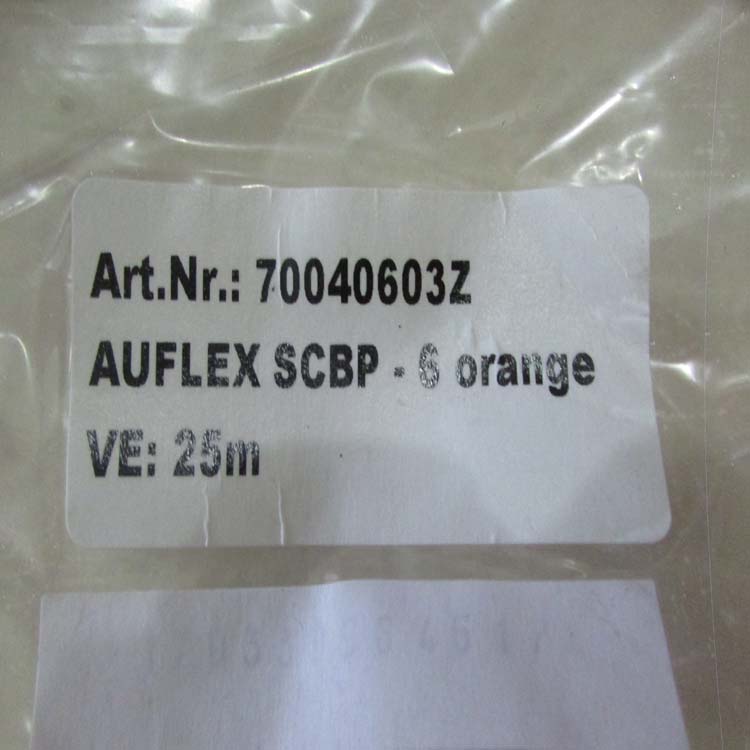 Art.Nr.: 70040603Z
AUFLEX SCBP - 6 orange
VE: 25m